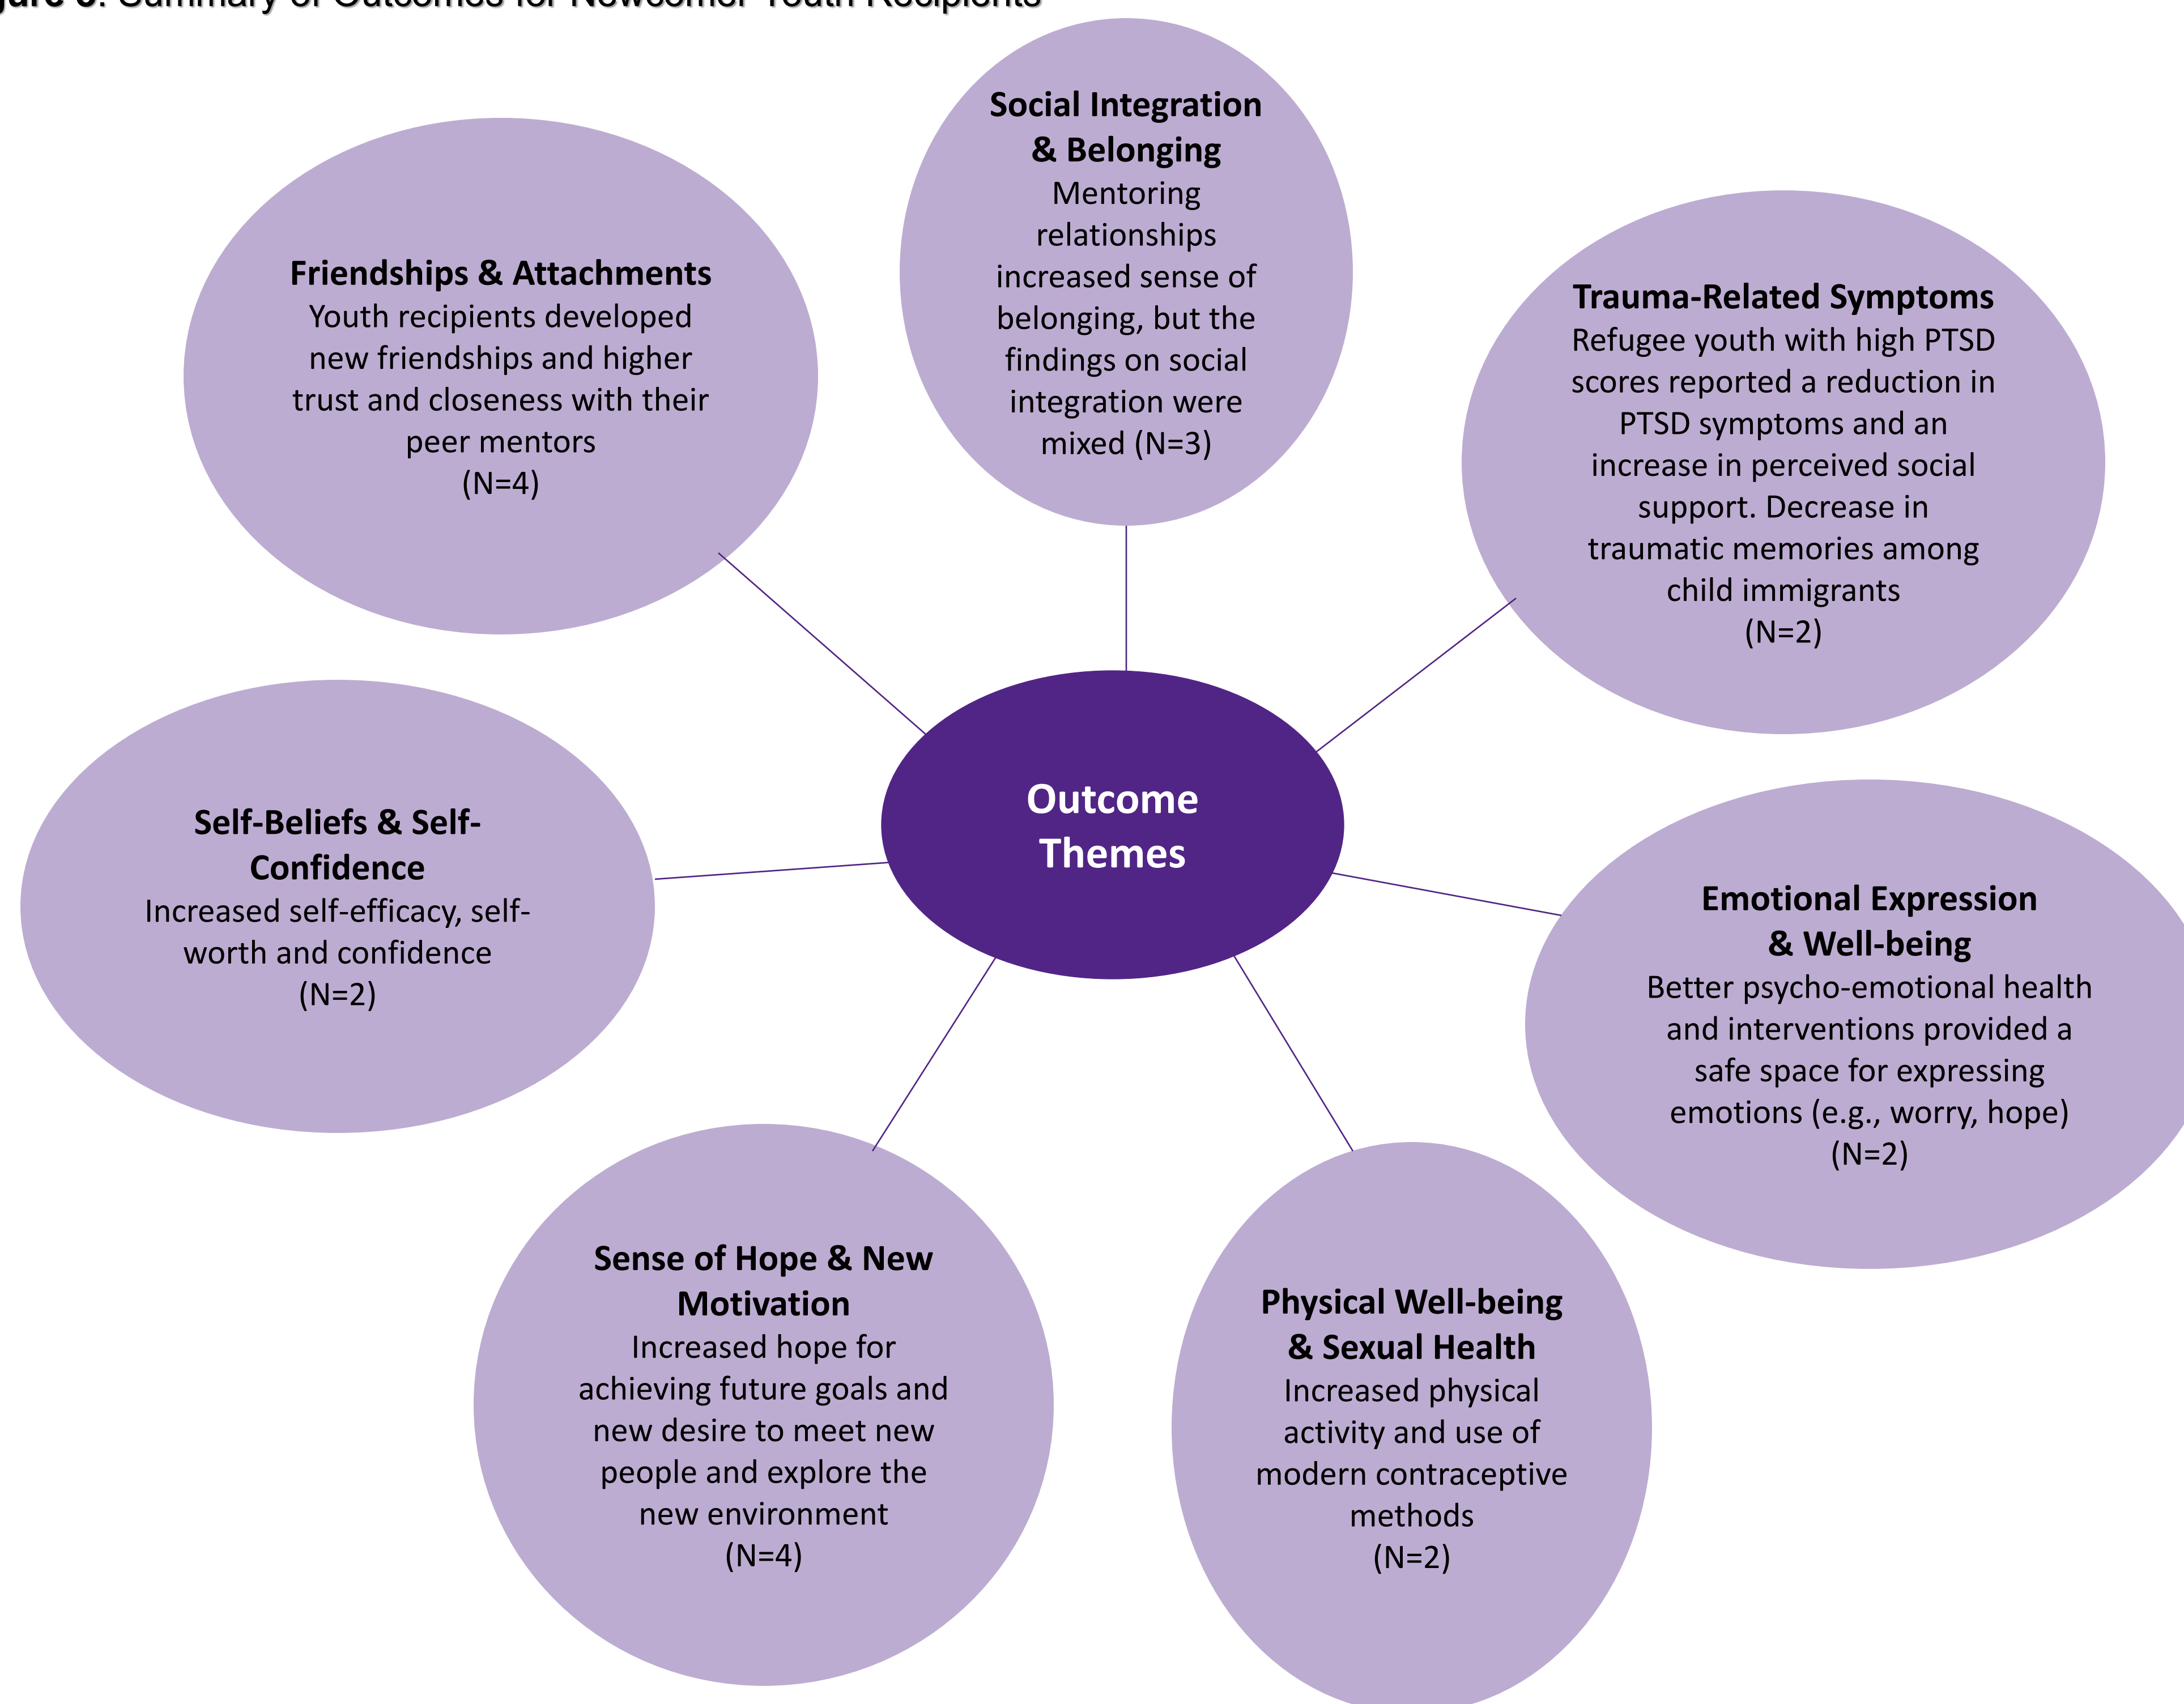 Summary of Outcomes for Newcomer Youth Recipients
Social Integration
& Belonging
Mentoring
relationships
increased sense of
belonging, but the
findings on social
integration were
mixed (N=3)
Friendships & Attachments
Youth recipients developed
new friendships and higher
trust and closeness with their
peer mentors
(N=4)
Trauma-Related Symptoms
Refugee youth with high PTSD
scores reported a reduction in
PTSD symptoms and an
increase in perceived social
support. Decrease in
traumatic memories among
child immigrants
(N=2)
Outcome
Themes
Self-Beliefs & Self-
Confidence
Increased self-efficacy, self-
worth and confidence
(N=2)
Emotional Expression
& Well-being
Better psycho-emotional health
and interventions provided a
safe space for expressing
emotions (e.g., worry, hope)
(N=2)
Sense of Hope & New
Motivation
Increased hope for
achieving future goals and
new desire to meet new
people and explore the
new environment
(N=4)
Physical Well-being
& Sexual Health
Increased physical
activity and use of
modern contraceptive
methods
(N=2)